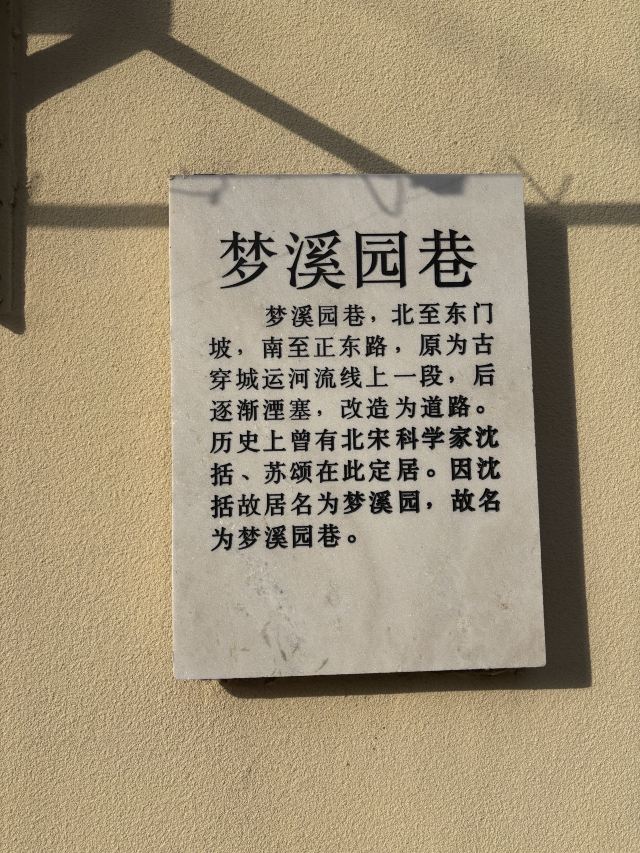 梦溪园巷
梦溪园巷，北至东门
坡，南至正东路，原为古
穿城运河流线上一段，后
逐渐湮塞，改造为道路。
历史上曾有北宋科学家沈
括、苏颂在此定居。因沈
括故居名为梦溪园，故名
为梦溪园巷。